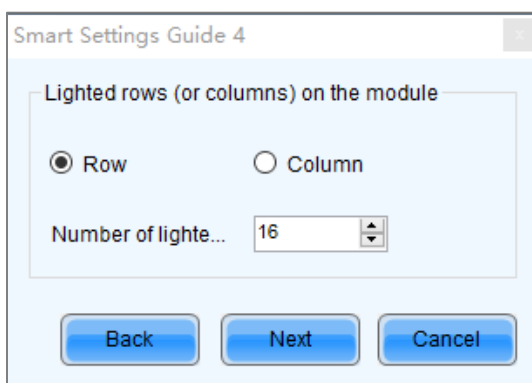 Smart Settings Guide 4
Lighted rows (or columns) on the module
Row Column
Number of lighte... 16
Back Next Cancel